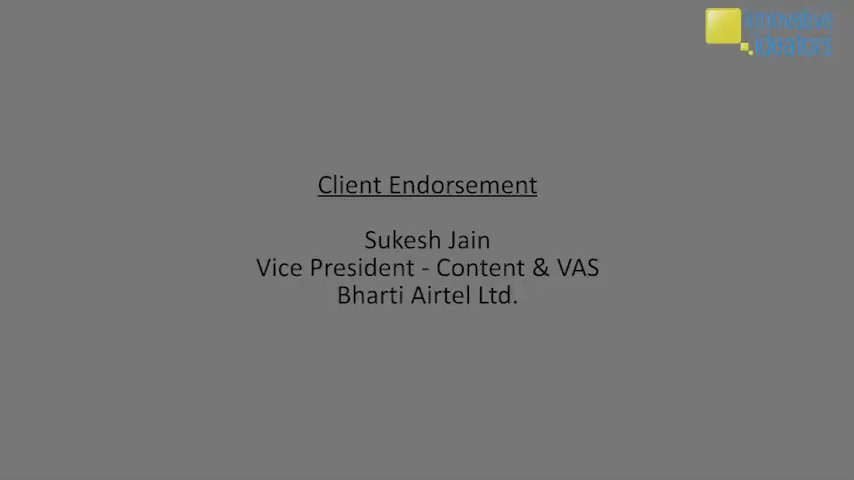 innovative
ideators
Client Endorsement
Sukesh Jain
Vice President - Content & VAS
Bharti Airtel Ltd.